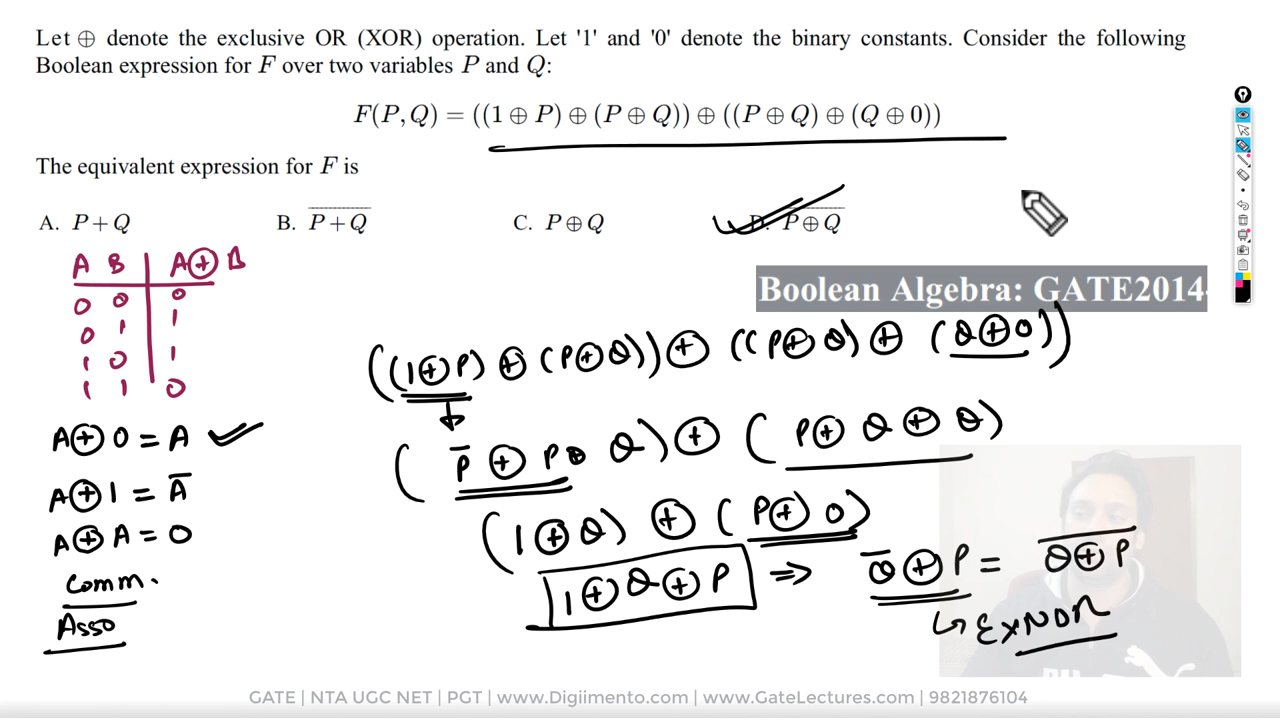 Let ⊕ denote the exclusive OR (XOR) operation. Let '1' and '0' denote the binary constants. Consider the following
Boolean expression for F over two variables P and Q:
F(P,Q) = ((1 ⊕ P) ⊕ (P ⊕ Q)) ⊕ ((P ⊕ Q) ⊕ (Q ⊕ 0))
The equivalent expression for F is
A. P + Q B. \overline{P + Q} C. P ⊕ Q D. \overline{P ⊕ Q}
A B | A ⊕ B
0 0 0
0 1 1
1 0 1
1 1 0
Boolean Algebra: GATE2014-
((1 ⊕ P) ⊕ (P ⊕ Q)) ⊕ ((P ⊕ Q) ⊕ (Q ⊕ 0))
A ⊕ 0 = A
(P̅ ⊕ P ⊕ Q) ⊕ (P ⊕ Q ⊕ Q)
A ⊕ 1 = A̅
(1 ⊕ Q) ⊕ (P ⊕ 0)
A ⊕ A = 0
1 ⊕ Q ⊕ P ⇒ Q̅ ⊕ P = \overline{Q ⊕ P}
Comm.
Asso
↳ EXNOR
GATE | NTA UGC NET | PGT | www.Digiimento.com | www.GateLectures.com | 9821876104